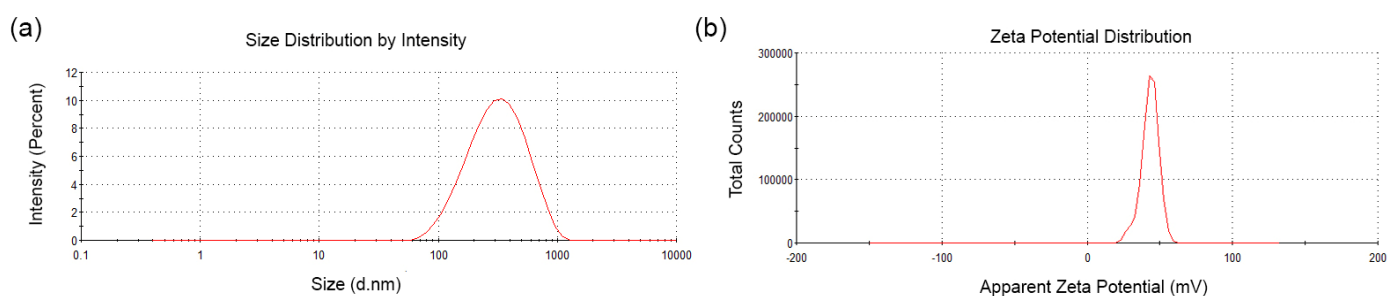 (a)
Size Distribution by Intensity
Intensity (Percent)
12
10
8
6
4
2
0
0.1 1 10 100 1000 10000
Size (d.nm)
(b)
Zeta Potential Distribution
Total Counts
300000
200000
100000
0
-200 -100 0 100 200
Apparent Zeta Potential (mV)